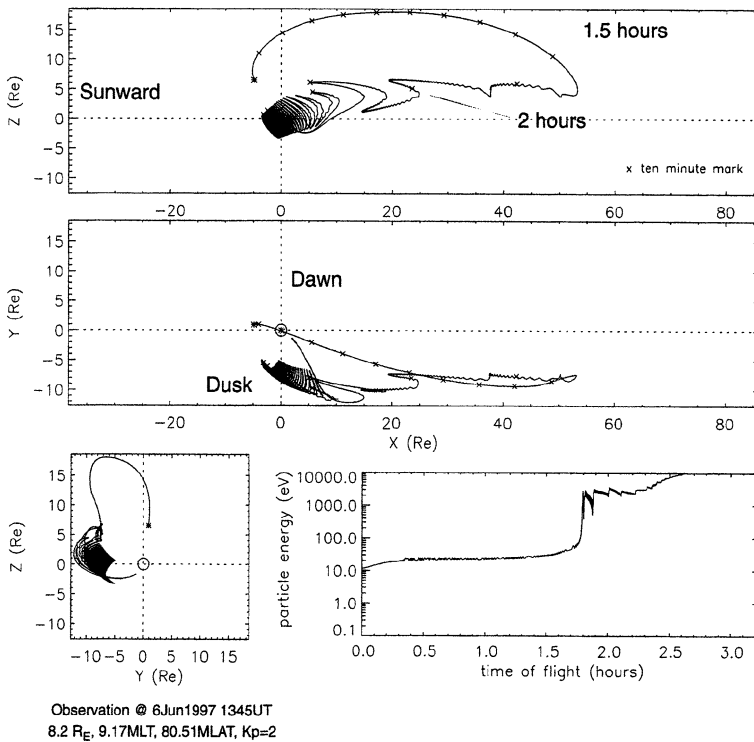 15
10
5
0
−5
−10
Z (Re)
Sunward
1.5 hours
2 hours
x ten minute mark
−20 0 20 40 60 80
15
10
5
0
−5
−10
Y (Re)
Dawn
Dusk
−20 0 20 40 60 80
X (Re)
15
10
5
0
−5
−10
Z (Re)
−10 −5 0 5 10 15
Y (Re)
10000.0
1000.0
100.0
10.0
1.0
0.1
particle energy (eV)
0.0 0.5 1.0 1.5 2.0 2.5 3.0
time of flight (hours)
Observation @ 6Jun1997 1345UT
8.2 RE, 9.17MLT, 80.51MLAT, Kp=2